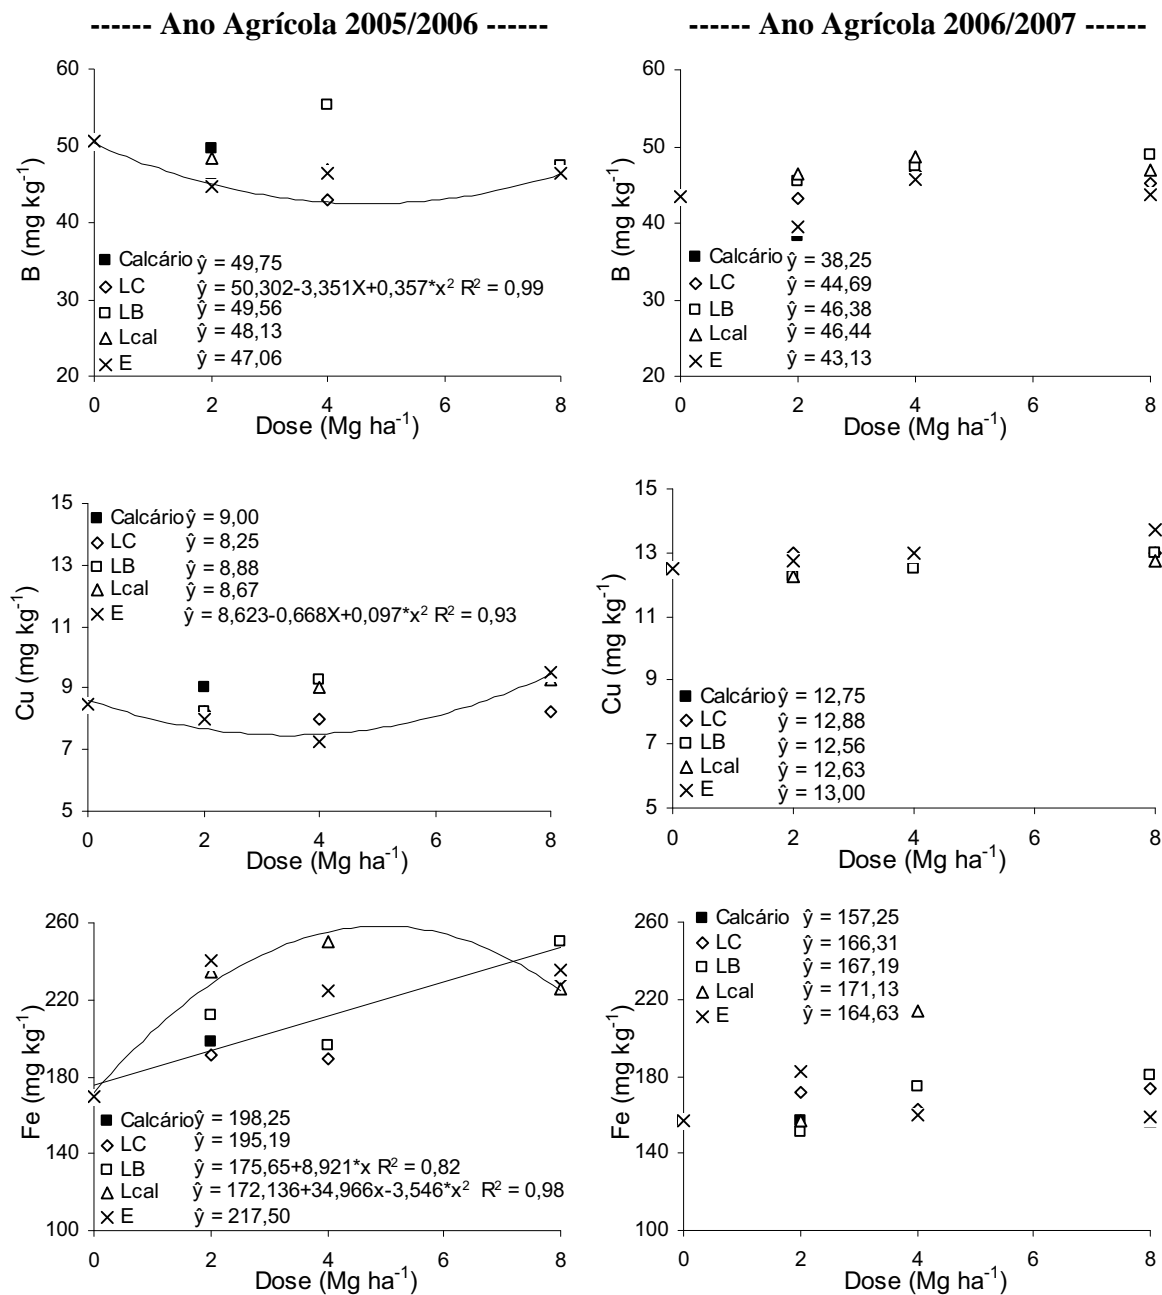 ------ Ano Agrícola 2005/2006 ------
60
50
40
30
20
B (mg kg⁻¹)
Calcário ŷ = 49,75
LC ŷ = 50,302-3,351X+0,357*x² R² = 0,99
LB ŷ = 49,56
Lcal ŷ = 48,13
E ŷ = 47,06
0 2 4 6 8
Dose (Mg ha⁻¹)
------ Ano Agrícola 2006/2007 ------
60
50
40
30
20
B (mg kg⁻¹)
Calcário ŷ = 38,25
LC ŷ = 44,69
LB ŷ = 46,38
Lcal ŷ = 46,44
E ŷ = 43,13
0 2 4 6 8
Dose (Mg ha⁻¹)
15
13
11
9
7
5
Cu (mg kg⁻¹)
Calcário ŷ = 9,00
LC ŷ = 8,25
LB ŷ = 8,88
Lcal ŷ = 8,67
E ŷ = 8,623-0,668X+0,097*x² R² = 0,93
0 2 4 6 8
Dose (Mg ha⁻¹)
15
13
11
9
7
5
Cu (mg kg⁻¹)
Calcário ŷ = 12,75
LC ŷ = 12,88
LB ŷ = 12,56
Lcal ŷ = 12,63
E ŷ = 13,00
0 2 4 6 8
Dose (Mg ha⁻¹)
260
220
180
140
100
Fe (mg kg⁻¹)
Calcário ŷ = 198,25
LC ŷ = 195,19
LB ŷ = 175,65+8,921*x R² = 0,82
Lcal ŷ = 172,136+34,966x-3,546*x² R² = 0,98
E ŷ = 217,50
0 2 4 6 8
Dose (Mg ha⁻¹)
260
220
180
140
100
Fe (mg kg⁻¹)
Calcário ŷ = 157,25
LC ŷ = 166,31
LB ŷ = 167,19
Lcal ŷ = 171,13
E ŷ = 164,63
0 2 4 6 8
Dose (Mg ha⁻¹)